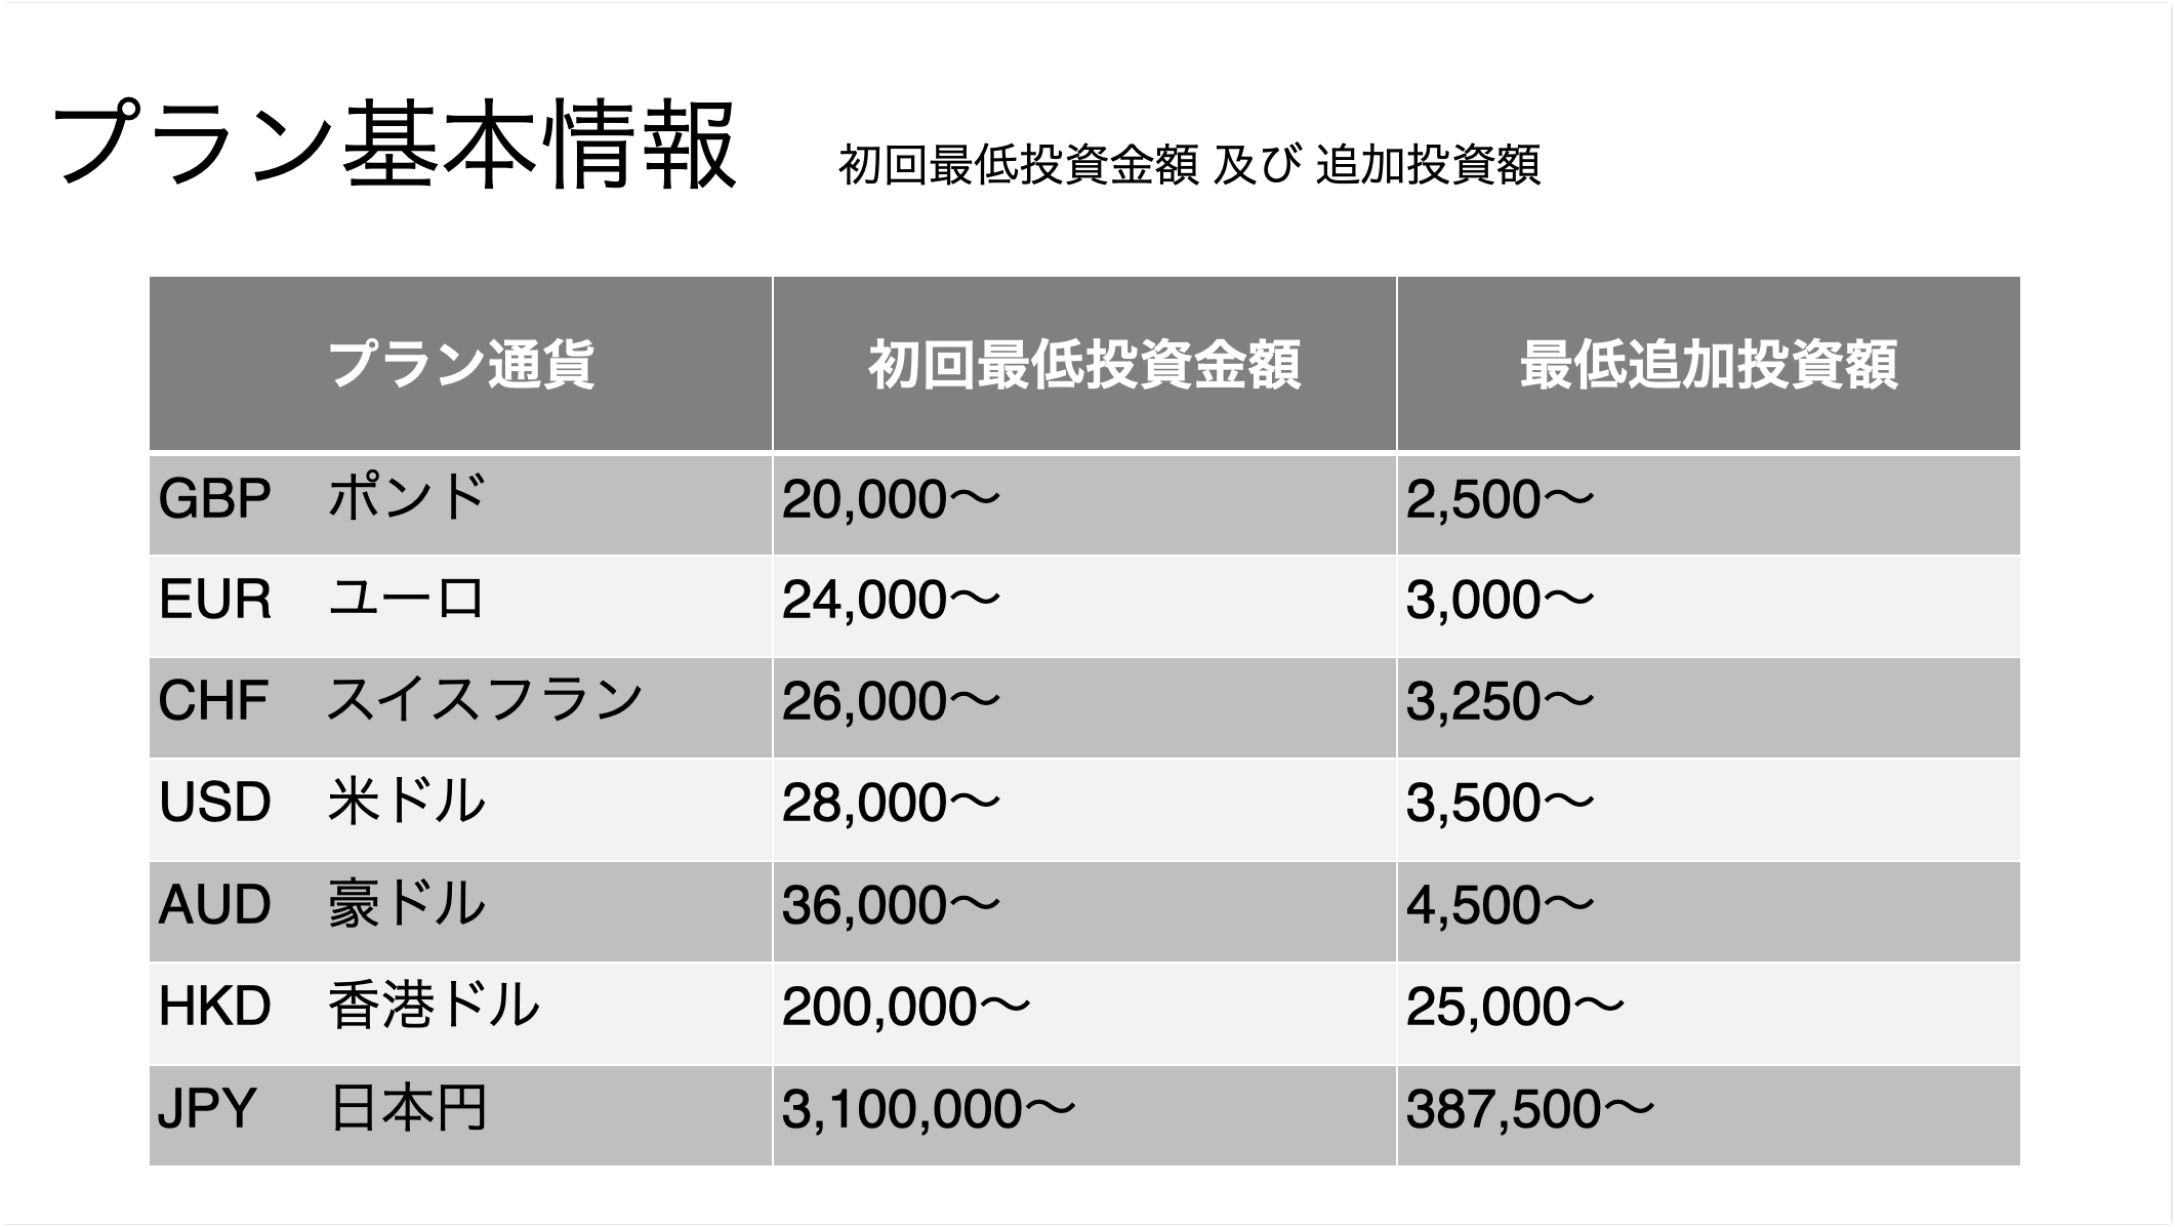 プラン基本情報 初回最低投資金額 及び 追加投資額
プラン通貨 初回最低投資金額 最低追加投資額
GBP ポンド 20,000〜 2,500〜
EUR ユーロ 24,000〜 3,000〜
CHF スイスフラン 26,000〜 3,250〜
USD 米ドル 28,000〜 3,500〜
AUD 豪ドル 36,000〜 4,500〜
HKD 香港ドル 200,000〜 25,000〜
JPY 日本円 3,100,000〜 387,500〜